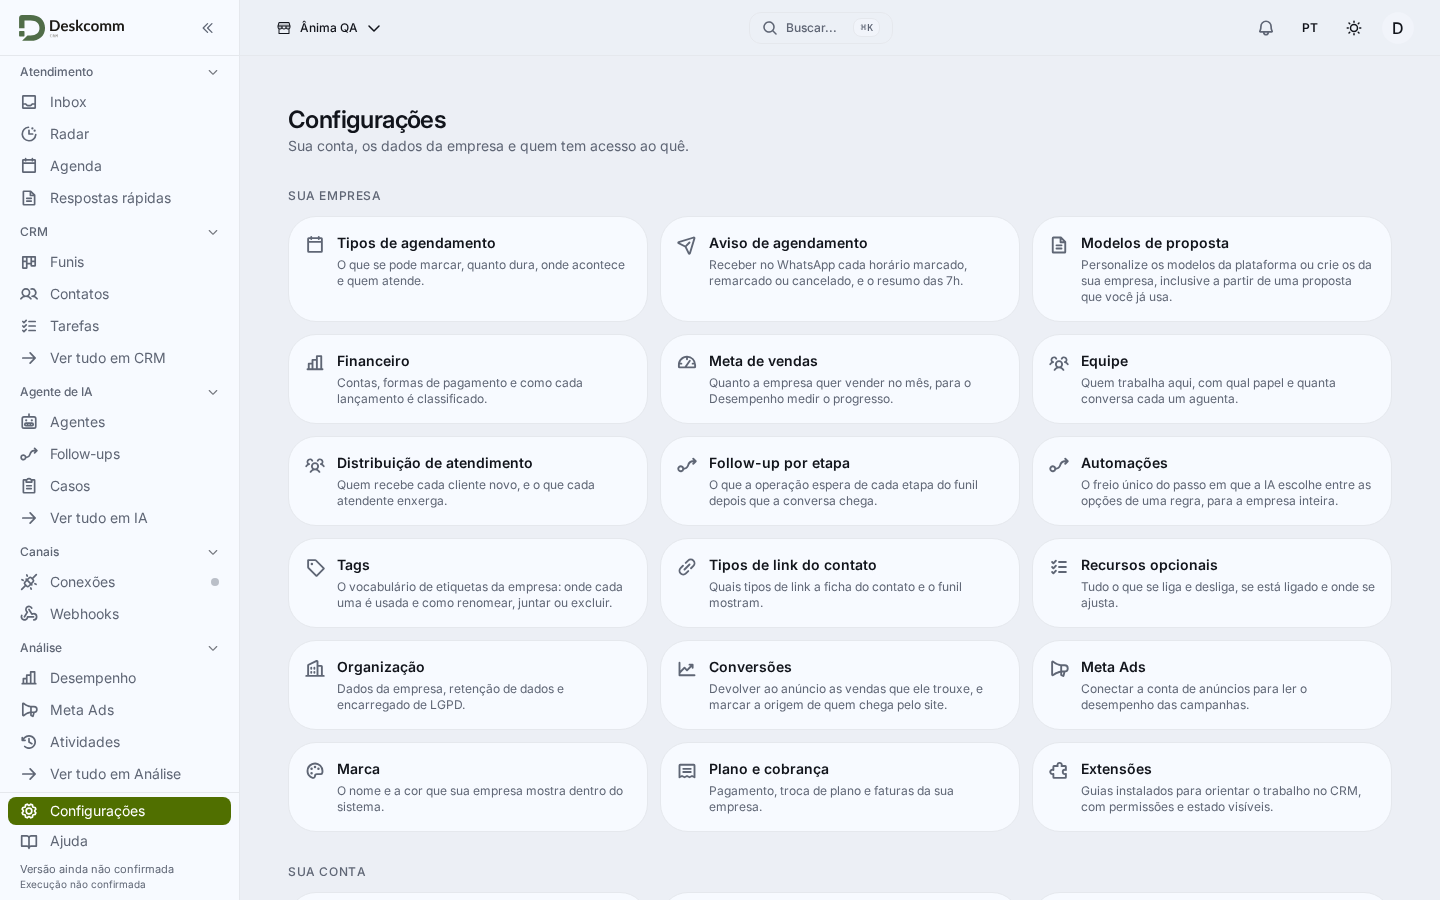 Deskcomm
Ânima QA
Buscar...
⌘K
PT
D
Atendimento
Inbox
Radar
Agenda
Respostas rápidas
CRM
Funis
Contatos
Tarefas
Ver tudo em CRM
Agente de IA
Agentes
Follow-ups
Casos
Ver tudo em IA
Canais
Conexões
Webhooks
Análise
Desempenho
Meta Ads
Atividades
Ver tudo em Análise
Configurações
Ajuda
Versão ainda não confirmada
Execução não confirmada
Configurações
Sua conta, os dados da empresa e quem tem acesso ao quê.
SUA EMPRESA
Tipos de agendamento
O que se pode marcar, quanto dura, onde acontece
e quem atende.
Aviso de agendamento
Receber no WhatsApp cada horário marcado,
remarcado ou cancelado, e o resumo das 7h.
Modelos de proposta
Personalize os modelos da plataforma ou crie os da
sua empresa, inclusive a partir de uma proposta
que você já usa.
Financeiro
Contas, formas de pagamento e como cada
lançamento é classificado.
Meta de vendas
Quanto a empresa quer vender no mês, para o
Desempenho medir o progresso.
Equipe
Quem trabalha aqui, com qual papel e quanta
conversa cada um aguenta.
Distribuição de atendimento
Quem recebe cada cliente novo, e o que cada
atendente enxerga.
Follow-up por etapa
O que a operação espera de cada etapa do funil
depois que a conversa chega.
Automações
O freio único do passo em que a IA escolhe entre as
opções de uma regra, para a empresa inteira.
Tags
O vocabulário de etiquetas da empresa: onde cada
uma é usada e como renomear, juntar ou excluir.
Tipos de link do contato
Quais tipos de link a ficha do contato e o funil
mostram.
Recursos opcionais
Tudo o que se liga e desliga, se está ligado e onde se
ajusta.
Organização
Dados da empresa, retenção de dados e
encarregado de LGPD.
Conversões
Devolver ao anúncio as vendas que ele trouxe, e
marcar a origem de quem chega pelo site.
Meta Ads
Conectar a conta de anúncios para ler o
desempenho das campanhas.
Marca
O nome e a cor que sua empresa mostra dentro do
sistema.
Plano e cobrança
Pagamento, troca de plano e faturas da sua
empresa.
Extensões
Guias instalados para orientar o trabalho no CRM,
com permissões e estado visíveis.
SUA CONTA